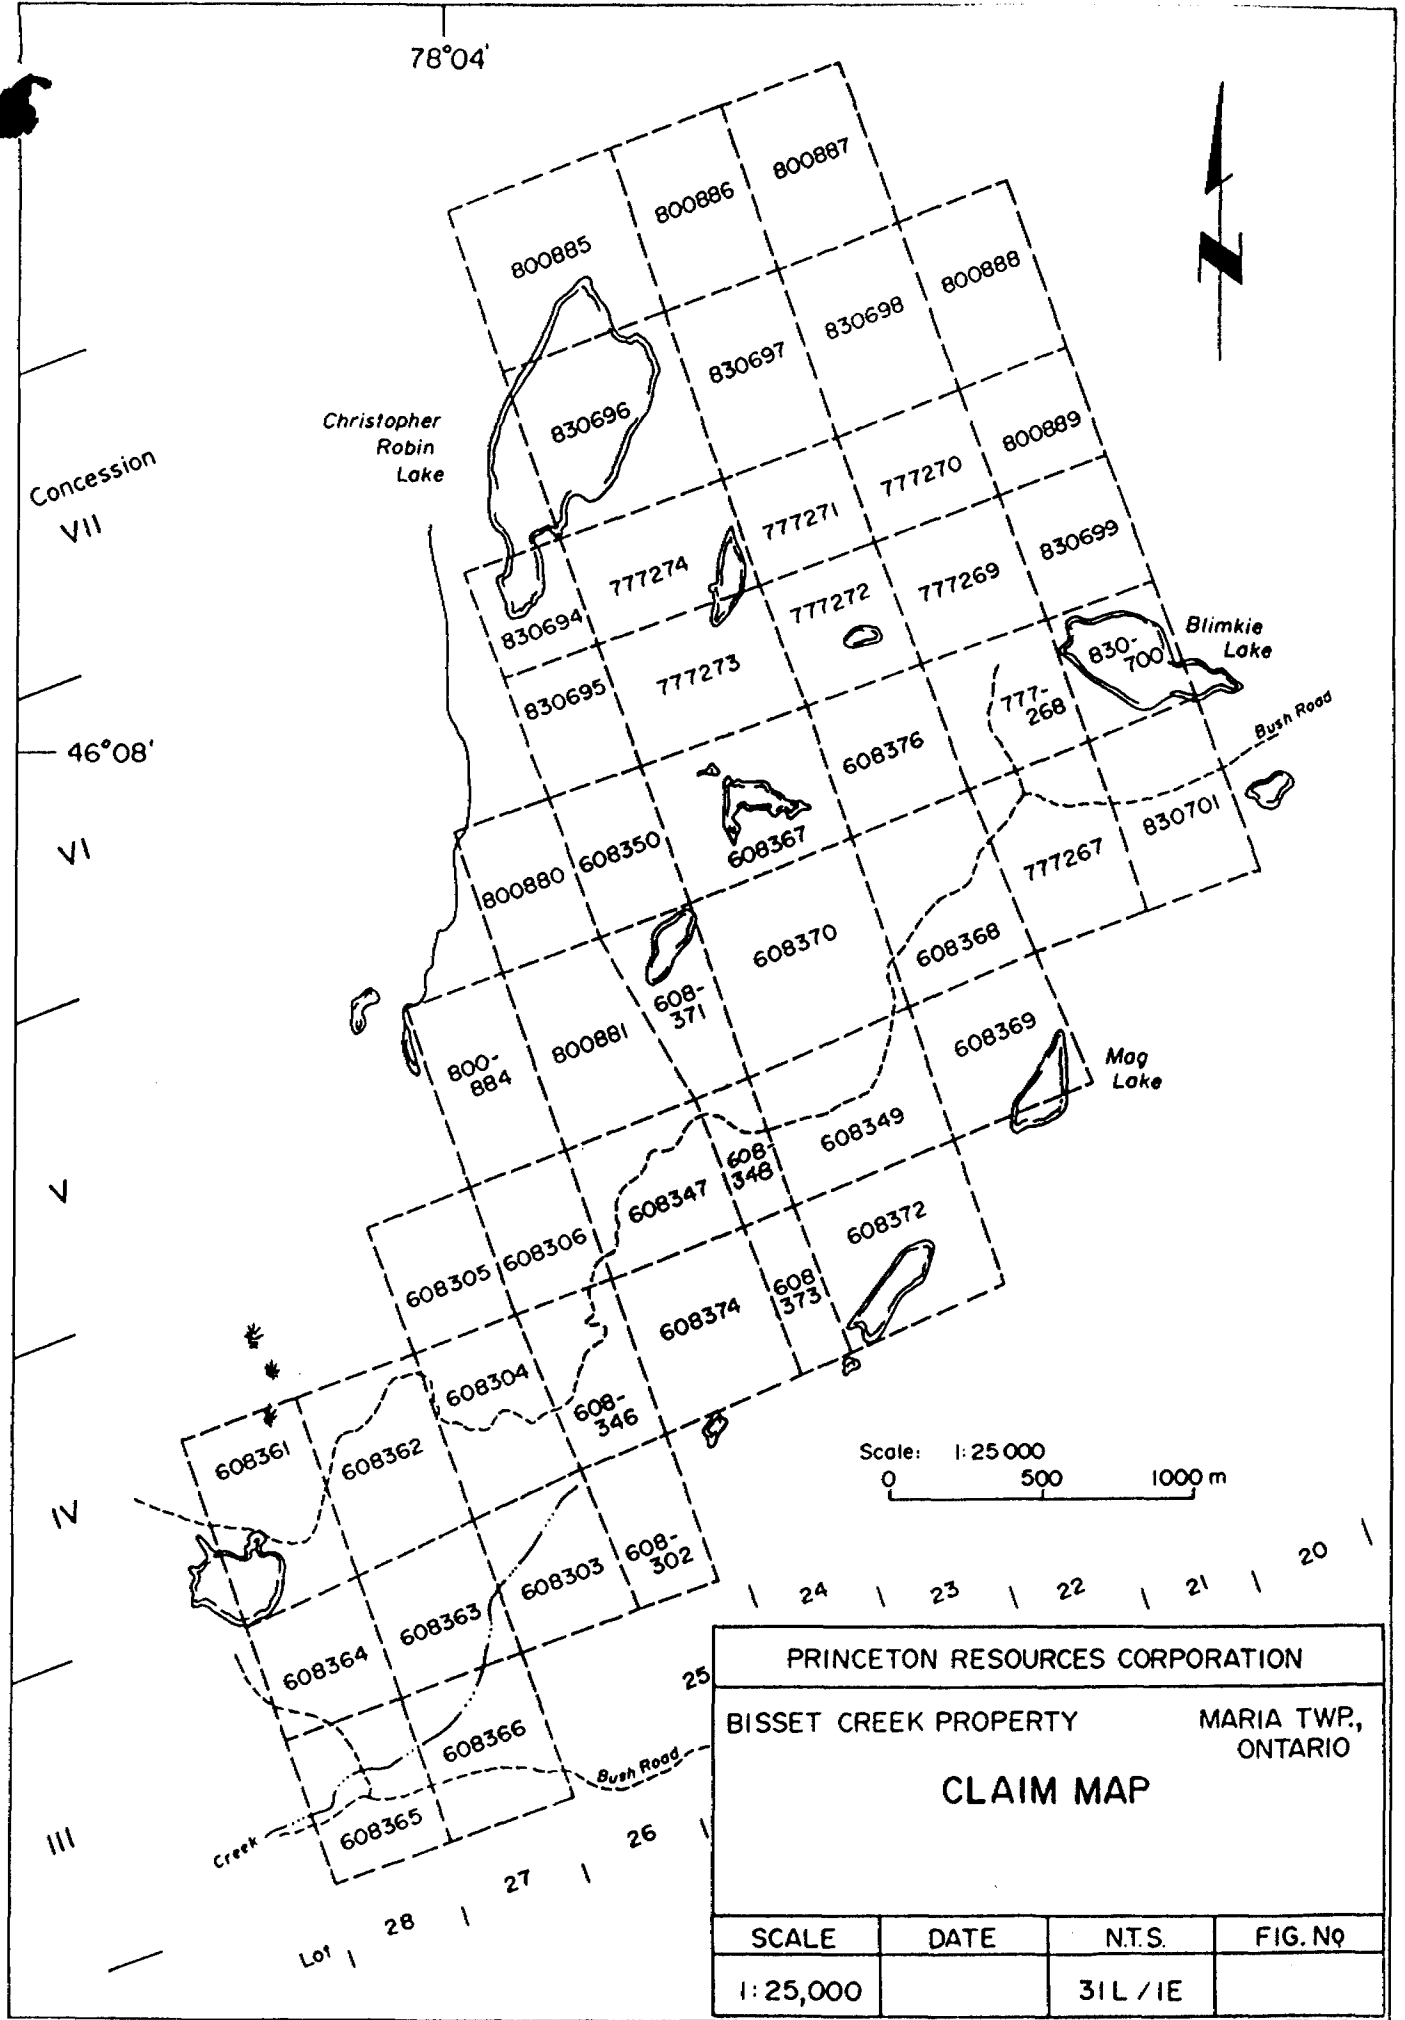 78°04'
800887
800886
800885
800888
830698
830697
830696
Christopher
Robin
Lake
800889
Concession
VII
777270
777271
830699
777274
777269
777272
830694
Blimkie
Lake
830-
700
777273
830695
777-
268
Bush Road
46°08'
608376
830701
VI
608350
608367
777267
800880
608370
608368
608-
371
800881
608369
800-
884
Mag
Lake
608349
608-
348
V
608347
608372
608306
608305
608
373
608374
608304
608-
346
608361
608362
Scale: 1:25000
0 500 1000 m
IV
608-
302
608303
20
21
22
23
24
608363
608364
25
608366
Bush Road
608365
Creek
III
26
27
28
Lot
PRINCETON RESOURCES CORPORATION
BISSET CREEK PROPERTY
MARIA TWP.,
ONTARIO
CLAIM MAP
SCALE DATE N.T.S. FIG. NO
1:25,000 31L/1E
N